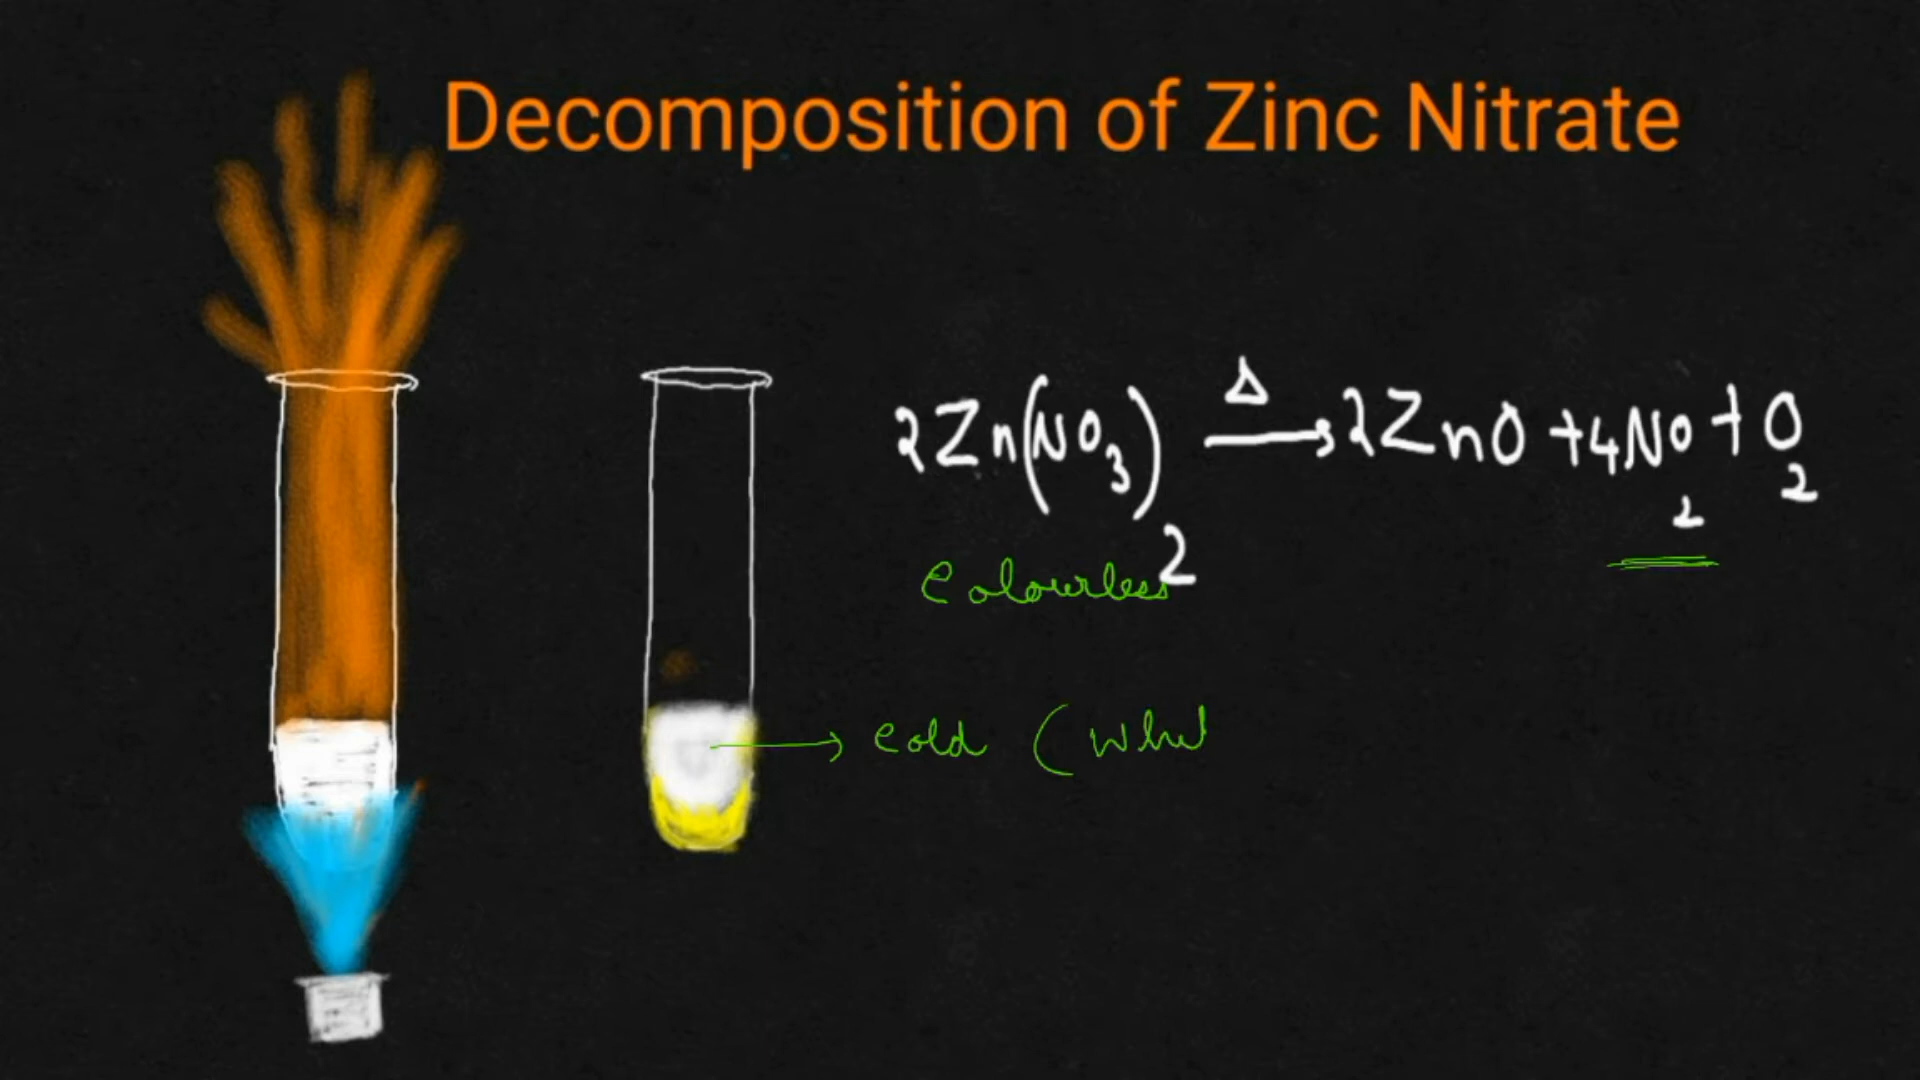 Decomposition of Zinc Nitrate
2Zn(NO3)2 Δ→ 2ZnO + 4NO2 + O2
Colourless
→ cold (Whi